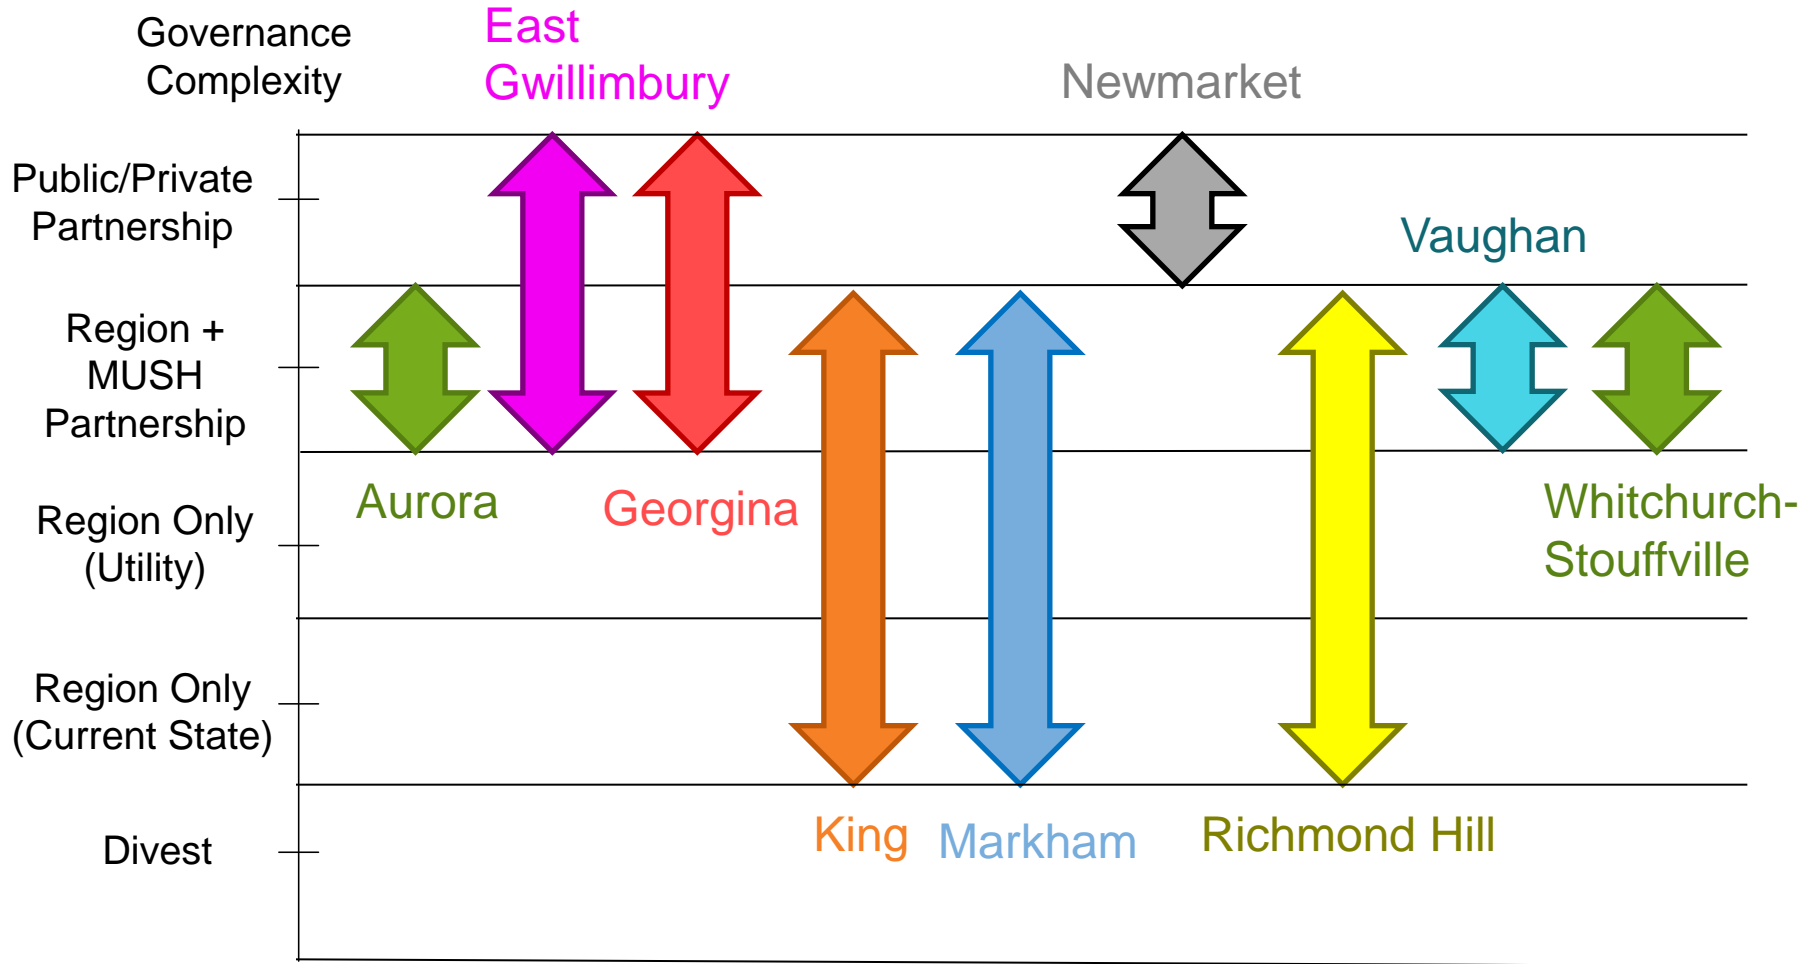 Governance
Complexity
East
Gwillimbury
Newmarket
Public/Private
Partnership
Vaughan
Region +
MUSH
Partnership
Aurora
Georgina
Whitchurch-
Stouffville
Region Only
(Utility)
Region Only
(Current State)
King
Markham
Richmond Hill
Divest